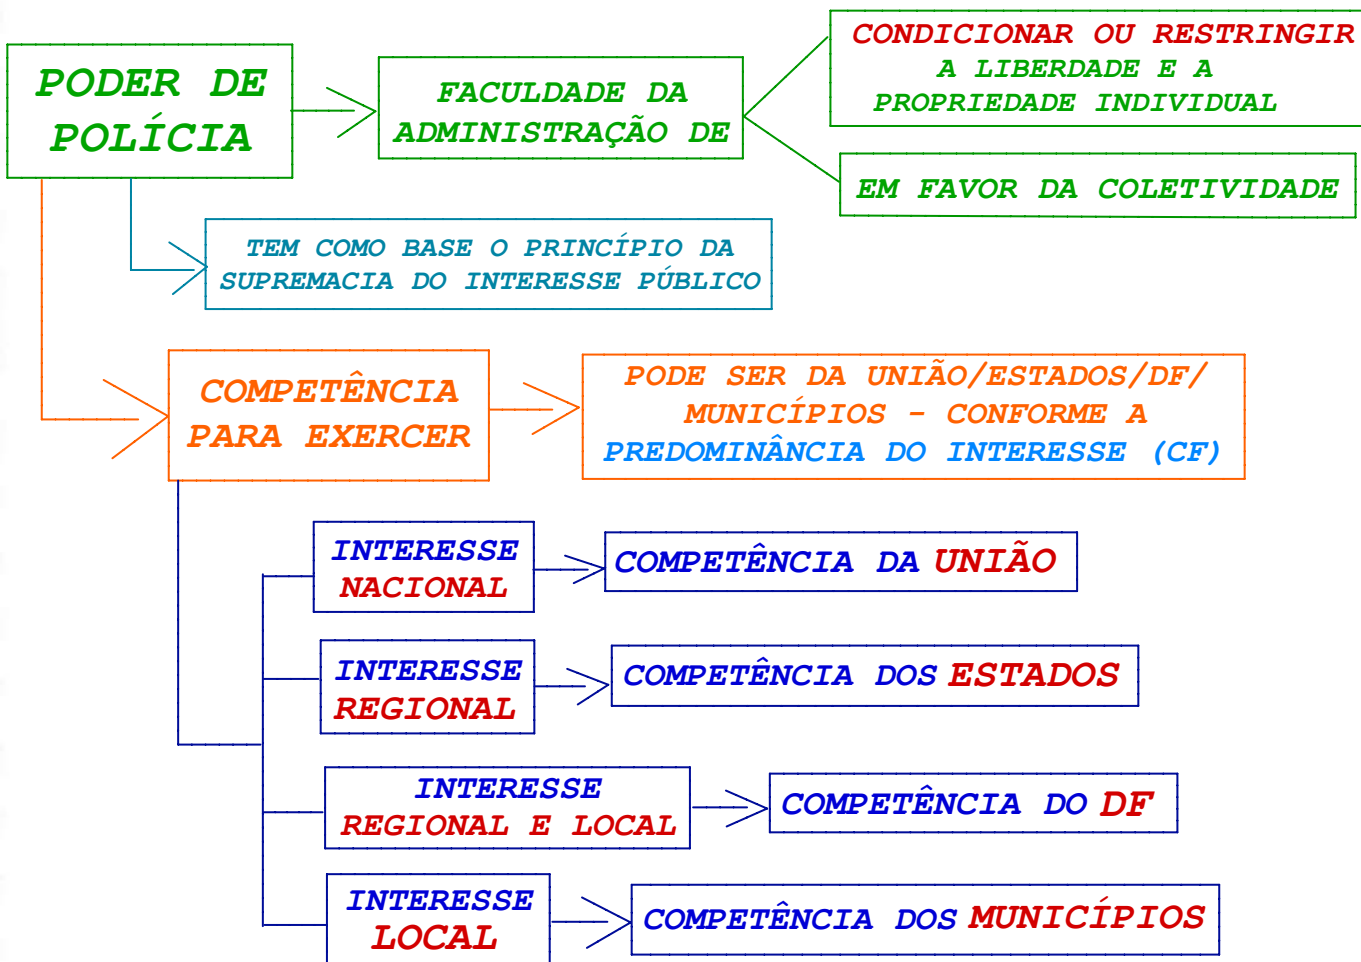 PODER DE
POLÍCIA
FACULDADE DA
ADMINISTRAÇÃO DE
CONDICIONAR OU RESTRINGIR
A LIBERDADE E A
PROPRIEDADE INDIVIDUAL
EM FAVOR DA COLETIVIDADE
TEM COMO BASE O PRINCÍPIO DA
SUPREMACIA DO INTERESSE PÚBLICO
COMPETÊNCIA
PARA EXERCER
PODE SER DA UNIÃO/ESTADOS/DF/
MUNICÍPIOS - CONFORME A
PREDOMINÂNCIA DO INTERESSE (CF)
INTERESSE
NACIONAL
COMPETÊNCIA DA UNIÃO
INTERESSE
REGIONAL
COMPETÊNCIA DOS ESTADOS
INTERESSE
REGIONAL E LOCAL
COMPETÊNCIA DO DF
INTERESSE
LOCAL
COMPETÊNCIA DOS MUNICÍPIOS